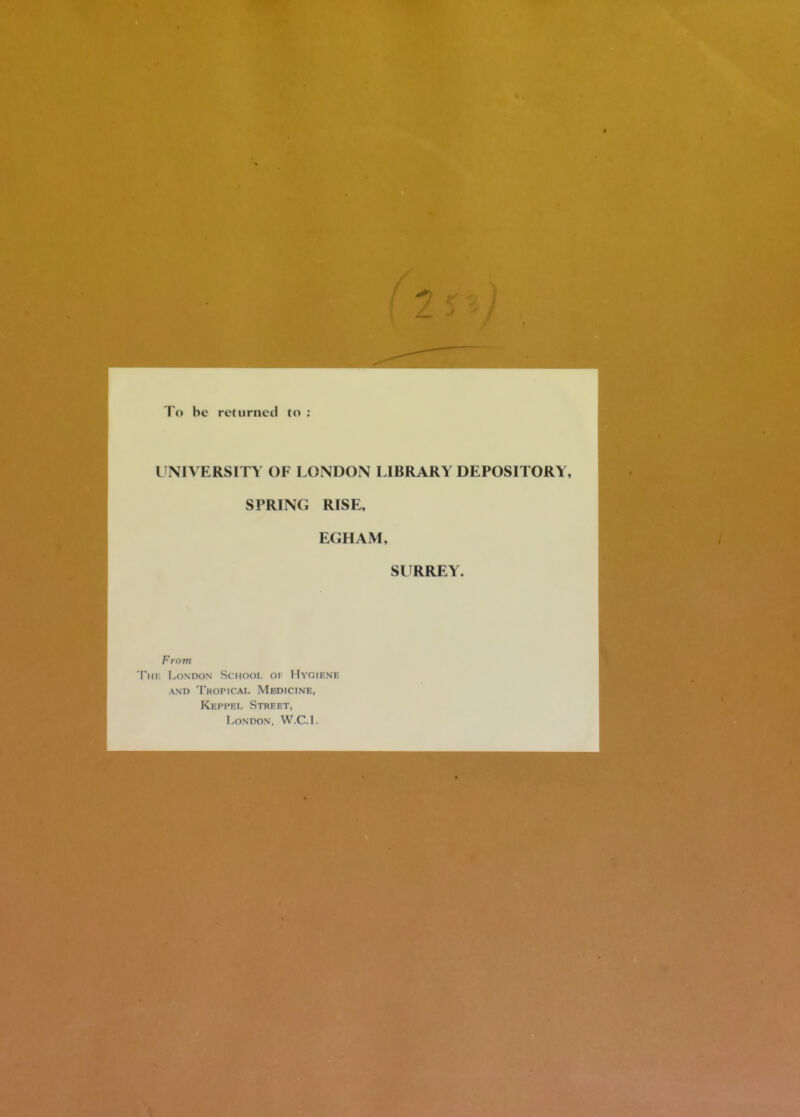 (253)
To be returned to :
UNIVERSITY OF LONDON LIBRARY DEPOSITORY,
SPRING RISE,
EGHAM,
SURREY.
From
The London School of Hygiene
and Tropical Medicine,
Keppel Street,
London, W.C.1.